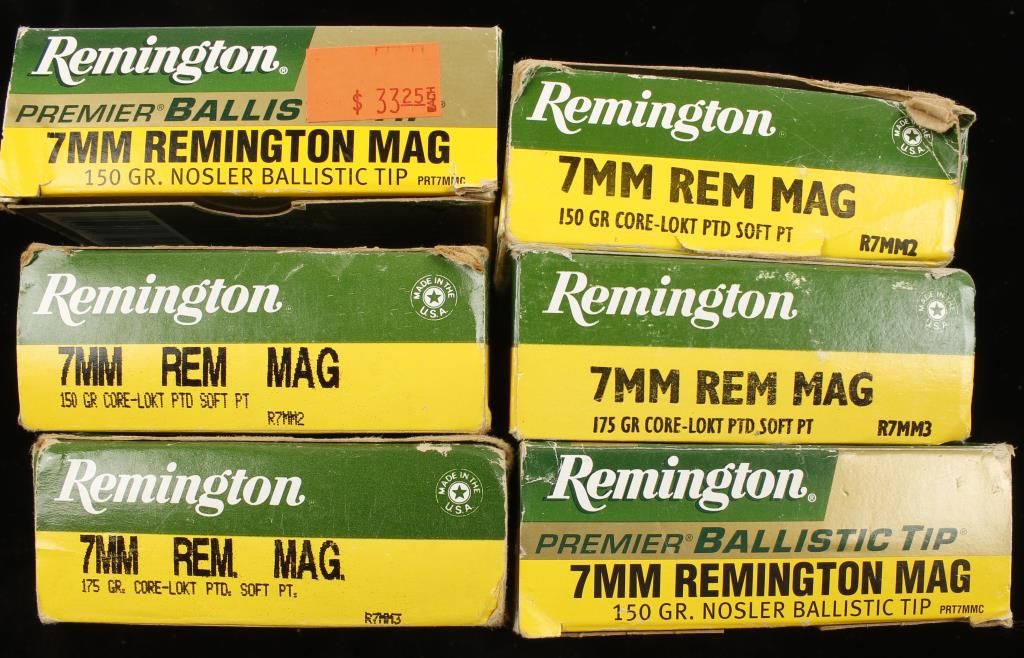 Remington®
PREMIER® BALLIS
$ 33.25
7MM REMINGTON MAG
150 GR. NOSLER BALLISTIC TIP PRT7MMC
Remington
MADE IN THE U.S.A.
7MM REM MAG
150 GR CORE-LOKT PTD SOFT PT
R7MM2
Remington
MADE IN THE U.S.A.
7MM REM MAG
150 GR CORE-LOKT PTD SOFT PT
R7MM2
Remington
MADE IN THE U.S.A.
7MM REM MAG
175 GR CORE-LOKT PTD SOFT PT R7MM3
Remington
MADE IN THE U.S.A.
7MM REM. MAG.
175 GR. CORE-LOKT PTD. SOFT PT.
R7MM3
Remington®
PREMIER® BALLISTIC TIP®
7MM REMINGTON MAG
150 GR. NOSLER BALLISTIC TIP PRT7MMC